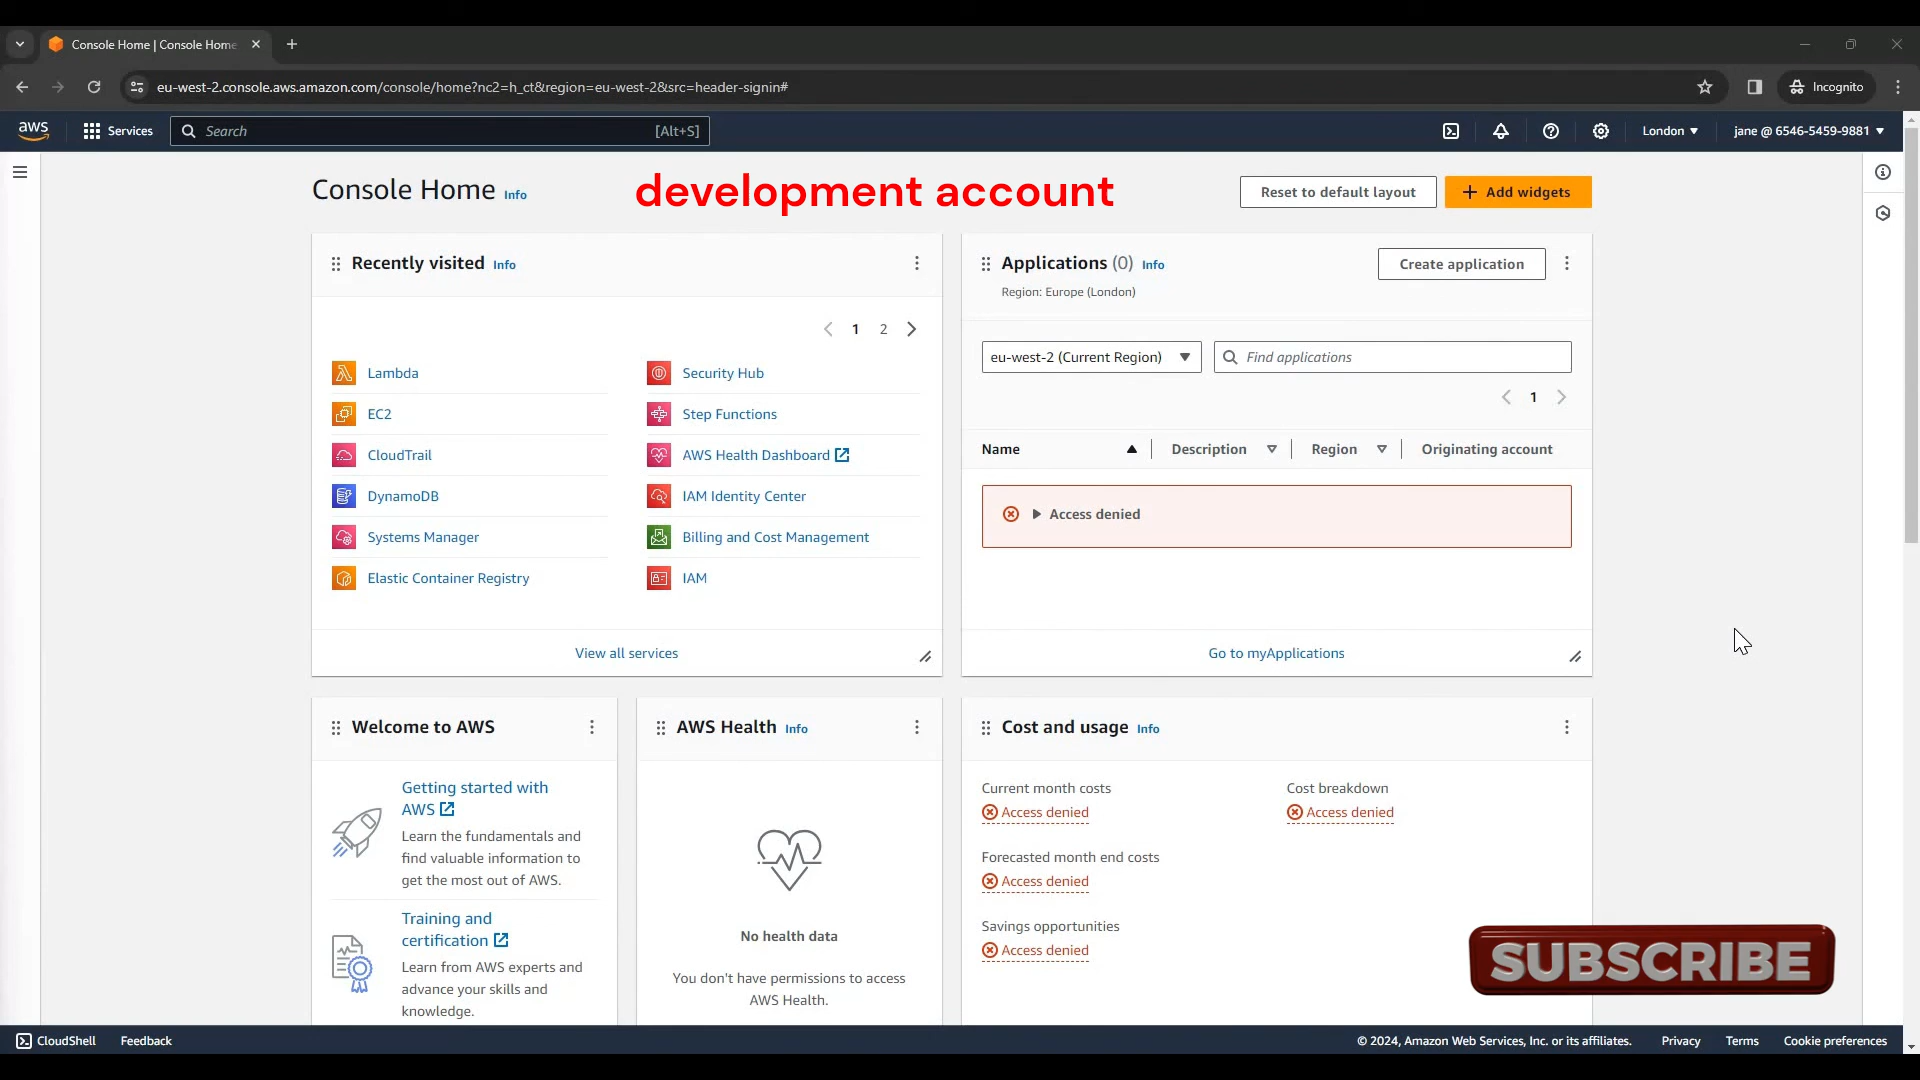 Console Home | Console Home
eu-west-2.console.aws.amazon.com/console/home?nc2=h_ct&region=eu-west-2&src=header-signin#
Incognito
aws
Services
Search
[Alt+S]
London
jane @ 6546-5459-9881
Console Home Info
development account
Reset to default layout
Add widgets
Recently visited Info
1 2
Lambda
EC2
CloudTrail
DynamoDB
Systems Manager
Elastic Container Registry
Security Hub
Step Functions
AWS Health Dashboard
IAM Identity Center
Billing and Cost Management
IAM
View all services
Applications (0) Info
Region: Europe (London)
Create application
eu-west-2 (Current Region)
Find applications
1
Name Description Region Originating account
Access denied
Go to myApplications
Welcome to AWS
Getting started with
AWS
Learn the fundamentals and
find valuable information to
get the most out of AWS.
Training and
certification
Learn from AWS experts and
advance your skills and
knowledge.
AWS Health Info
No health data
You don't have permissions to access
AWS Health.
Cost and usage Info
Current month costs
Access denied
Forecasted month end costs
Access denied
Savings opportunities
Access denied
Cost breakdown
Access denied
SUBSCRIBE
CloudShell
Feedback
© 2024, Amazon Web Services, Inc. or its affiliates.
Privacy
Terms
Cookie preferences